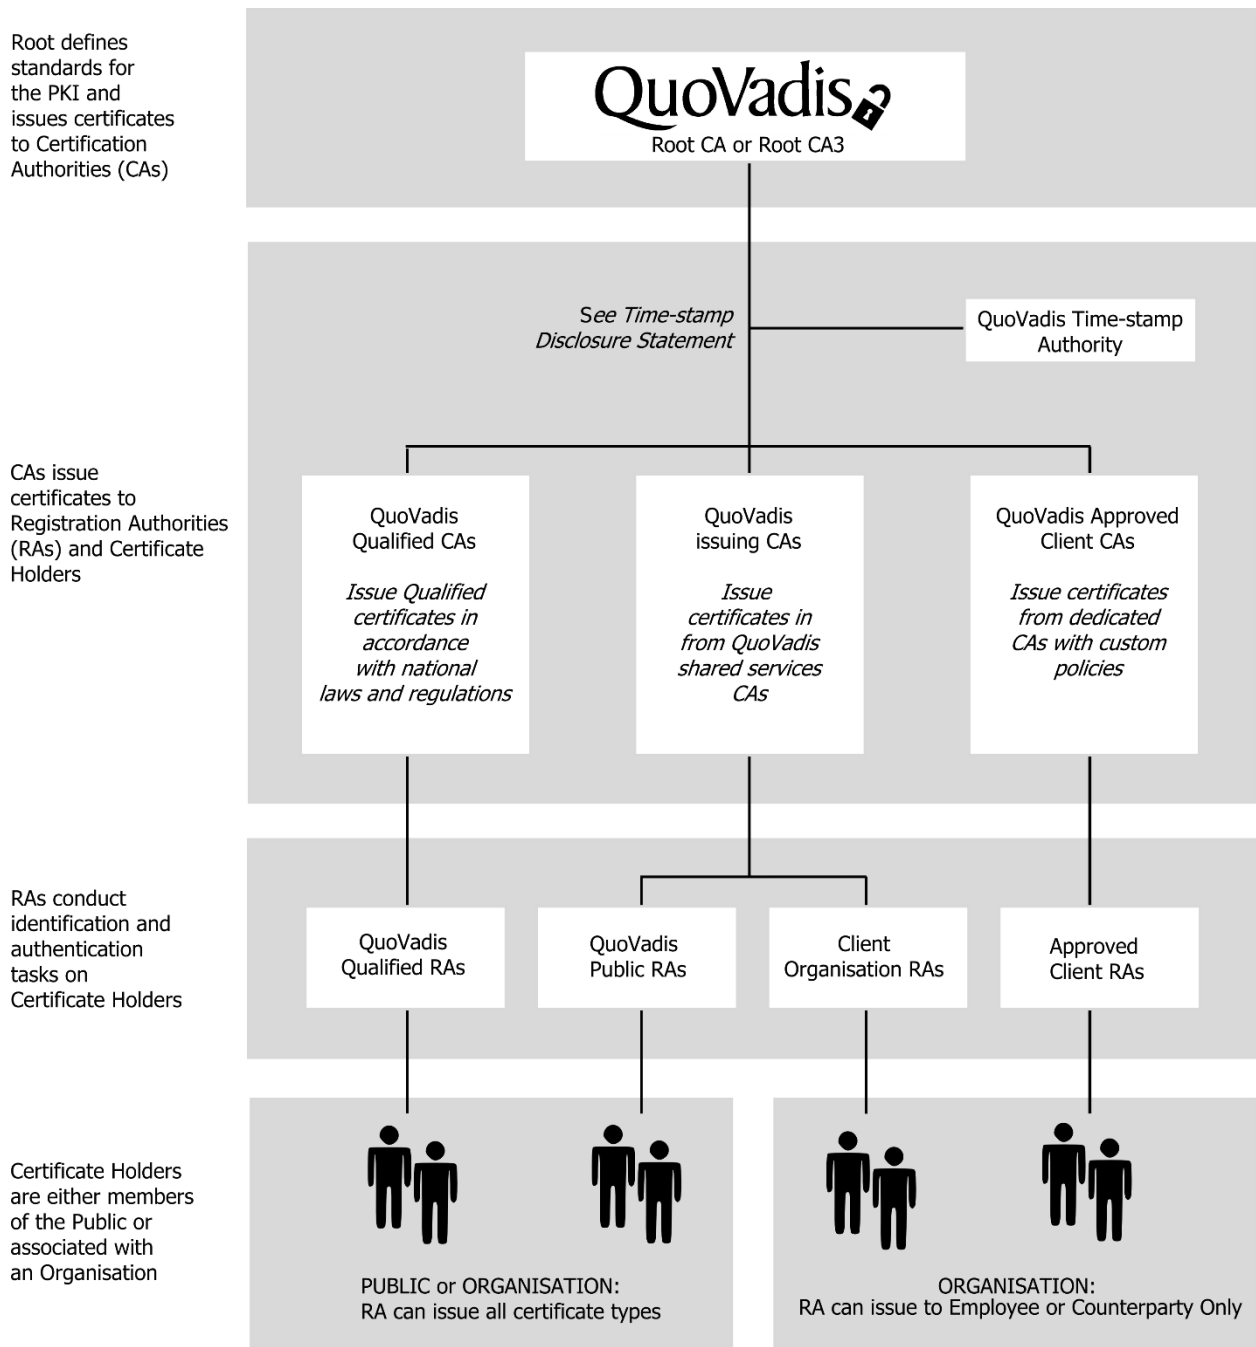 Root defines
standards for
the PKI and
issues certificates
to Certification
Authorities (CAs)
QuoVadis
Root CA or Root CA3
See Time-stamp
Disclosure Statement
QuoVadis Time-stamp
Authority
CAs issue
certificates to
Registration Authorities
(RAs) and Certificate
Holders
QuoVadis
Qualified CAs
Issue Qualified
certificates in
accordance
with national
laws and regulations
QuoVadis
issuing CAs
Issue
certificates in
from QuoVadis
shared services
CAs
QuoVadis Approved
Client CAs
Issue certificates
from dedicated
CAs with custom
policies
RAs conduct
identification and
authentication
tasks on
Certificate Holders
QuoVadis
Qualified RAs
QuoVadis
Public RAs
Client
Organisation RAs
Approved
Client RAs
Certificate Holders
are either members
of the Public or
associated with
an Organisation
PUBLIC or ORGANISATION:
RA can issue all certificate types
ORGANISATION:
RA can issue to Employee or Counterparty Only